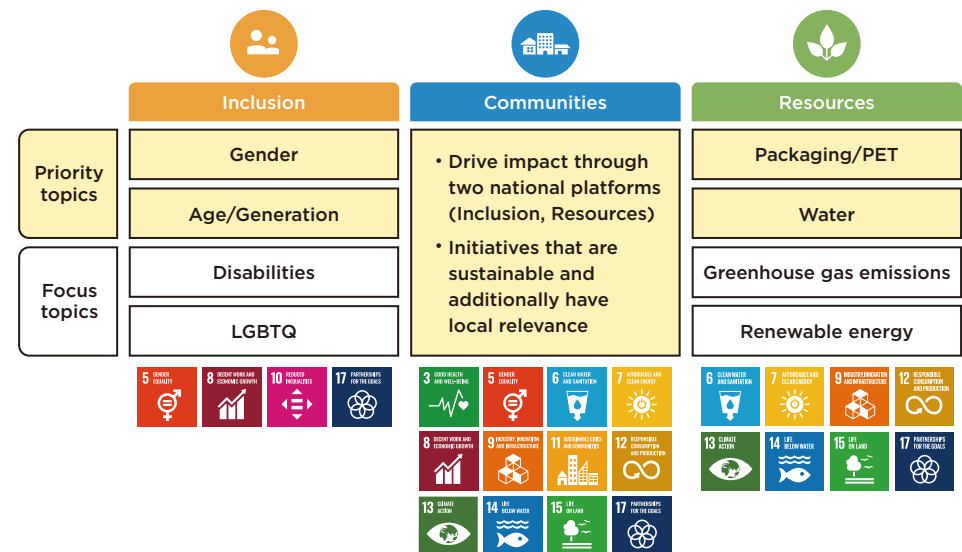 Inclusion
Communities
Resources
Priority
topics
Gender
Age/Generation
• Drive impact through
two national platforms
(Inclusion, Resources)
• Initiatives that are
sustainable and
additionally have
local relevance
Packaging/PET
Water
Focus
topics
Disabilities
LGBTQ
Greenhouse gas emissions
Renewable energy
5 GENDER
EQUALITY
8 DECENT WORK AND
ECONOMIC GROWTH
10 REDUCED
INEQUALITIES
17 PARTNERSHIPS
FOR THE GOALS
3 GOOD HEALTH
AND WELL-BEING
5 GENDER
EQUALITY
6 CLEAN WATER
AND SANITATION
7 AFFORDABLE AND
CLEAN ENERGY
8 DECENT WORK AND
ECONOMIC GROWTH
9 INDUSTRY, INNOVATION
AND INFRASTRUCTURE
11 SUSTAINABLE CITIES
AND COMMUNITIES
12 RESPONSIBLE
CONSUMPTION
AND PRODUCTION
13 CLIMATE
ACTION
14 LIFE
BELOW WATER
15 LIFE
ON LAND
17 PARTNERSHIPS
FOR THE GOALS
6 CLEAN WATER
AND SANITATION
7 AFFORDABLE AND
CLEAN ENERGY
9 INDUSTRY, INNOVATION
AND INFRASTRUCTURE
12 RESPONSIBLE
CONSUMPTION
AND PRODUCTION
13 CLIMATE
ACTION
14 LIFE
BELOW WATER
15 LIFE
ON LAND
17 PARTNERSHIPS
FOR THE GOALS